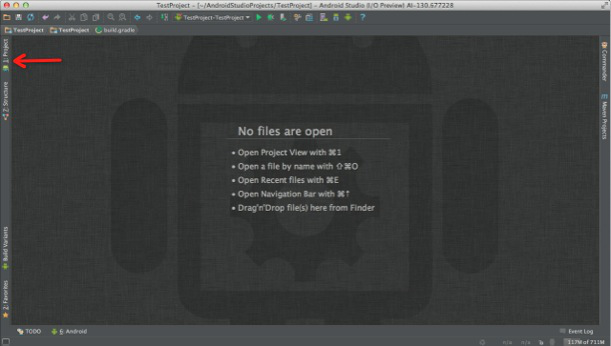 TestProject – [~/AndroidStudioProjects/TestProject] – Android Studio (I/O Preview) AI-130.677228
TestProject-TestProject
TestProject TestProject build.gradle
1: Project
Z: Structure
Build Variants
2: Favorites
No files are open
• Open Project View with ⌘1
• Open a file by name with ⇧⌘O
• Open Recent files with ⌘E
• Open Navigation Bar with ⌘↑
• Drag'n'Drop file(s) here from Finder
Commander
m Maven Projects
TODO 6: Android Event Log
n/a n/a 117M of 711M